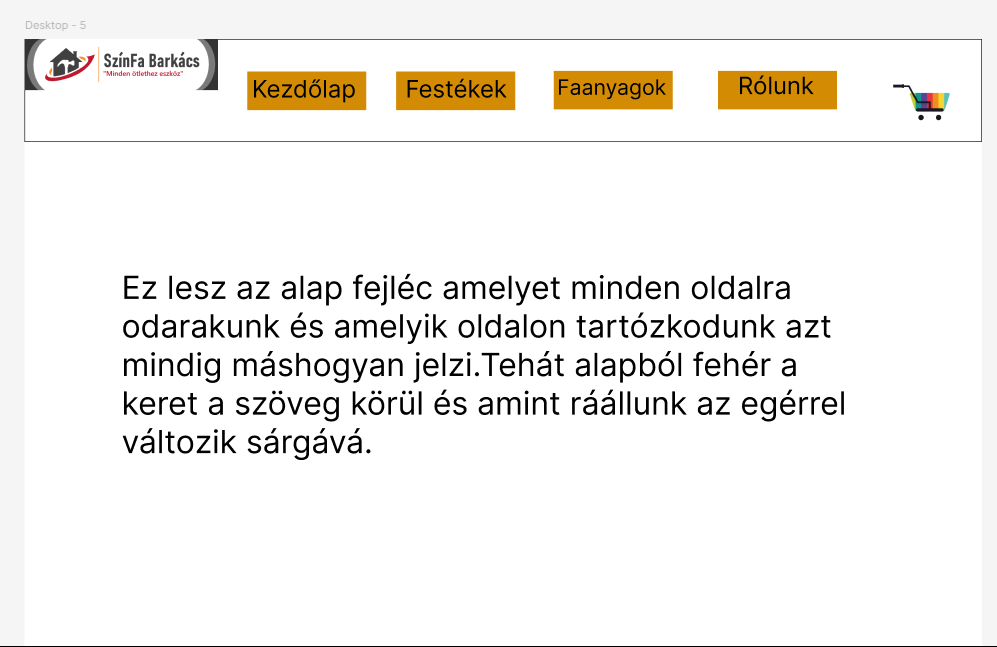 Desktop - 5
SzínFa Barkács
"Minden ötlethez eszköz"
Kezdőlap
Festékek
Faanyagok
Rólunk
Ez lesz az alap fejléc amelyet minden oldalra
odarakunk és amelyik oldalon tartózkodunk azt
mindig máshogyan jelzi.Tehát alapból fehér a
keret a szöveg körül és amint ráállunk az egérrel
változik sárgává.